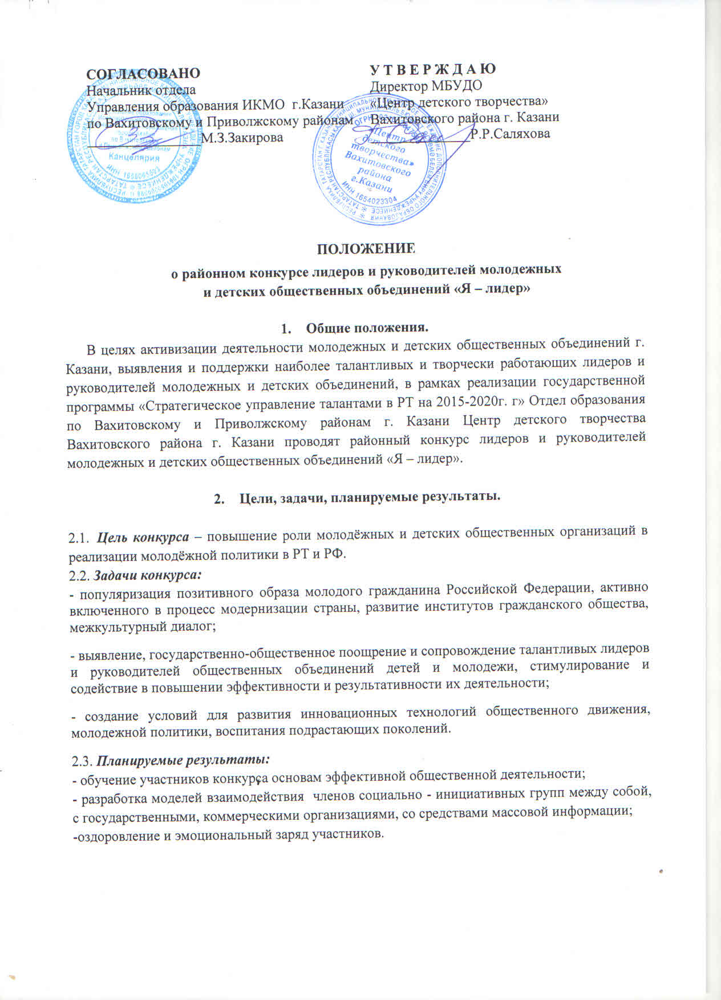 СОГЛАСОВАНО
Начальник отдела
Управления образования ИКМО г.Казани
по Вахитовскому и Приволжскому районам
М.З.Закирова
У Т В Е Р Ж Д А Ю
Директор МБУДО
«Центр детского творчества»
Вахитовского района г. Казани
Р.Р.Саляхова
Канцелярия
«Центр
детского
творчества»
Вахитовского
района
г.Казани
ИНН 1654023304
ПОЛОЖЕНИЕ
о районном конкурсе лидеров и руководителей молодежных
и детских общественных объединений «Я – лидер»
1. Общие положения.
В целях активизации деятельности молодежных и детских общественных объединений г.
Казани, выявления и поддержки наиболее талантливых и творчески работающих лидеров и
руководителей молодежных и детских объединений, в рамках реализации государственной
программы «Стратегическое управление талантами в РТ на 2015-2020г. г» Отдел образования
по Вахитовскому и Приволжскому районам г. Казани Центр детского творчества
Вахитовского района г. Казани проводят районный конкурс лидеров и руководителей
молодежных и детских общественных объединений «Я – лидер».
2. Цели, задачи, планируемые результаты.
2.1. Цель конкурса – повышение роли молодёжных и детских общественных организаций в
реализации молодёжной политики в РТ и РФ.
2.2. Задачи конкурса:
- популяризация позитивного образа молодого гражданина Российской Федерации, активно
включенного в процесс модернизации страны, развитие институтов гражданского общества,
межкультурный диалог;
- выявление, государственно-общественное поощрение и сопровождение талантливых лидеров
и руководителей общественных объединений детей и молодежи, стимулирование и
содействие в повышении эффективности и результативности их деятельности;
- создание условий для развития инновационных технологий общественного движения,
молодежной политики, воспитания подрастающих поколений.
2.3. Планируемые результаты:
- обучение участников конкурса основам эффективной общественной деятельности;
- разработка моделей взаимодействия членов социально - инициативных групп между собой,
с государственными, коммерческими организациями, со средствами массовой информации;
-оздоровление и эмоциональный заряд участников.